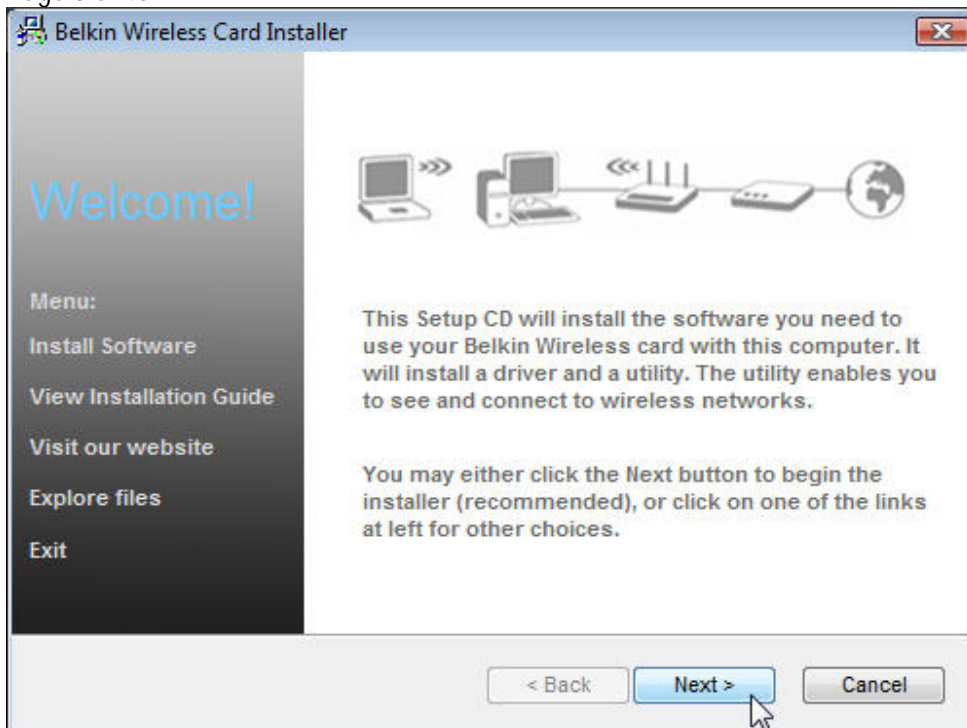 Belkin Wireless Card Installer
Welcome!
Menu:
Install Software
View Installation Guide
Visit our website
Explore files
Exit
This Setup CD will install the software you need to
use your Belkin Wireless card with this computer. It
will install a driver and a utility. The utility enables you
to see and connect to wireless networks.
You may either click the Next button to begin the
installer (recommended), or click on one of the links
at left for other choices.
< Back
Next >
Cancel